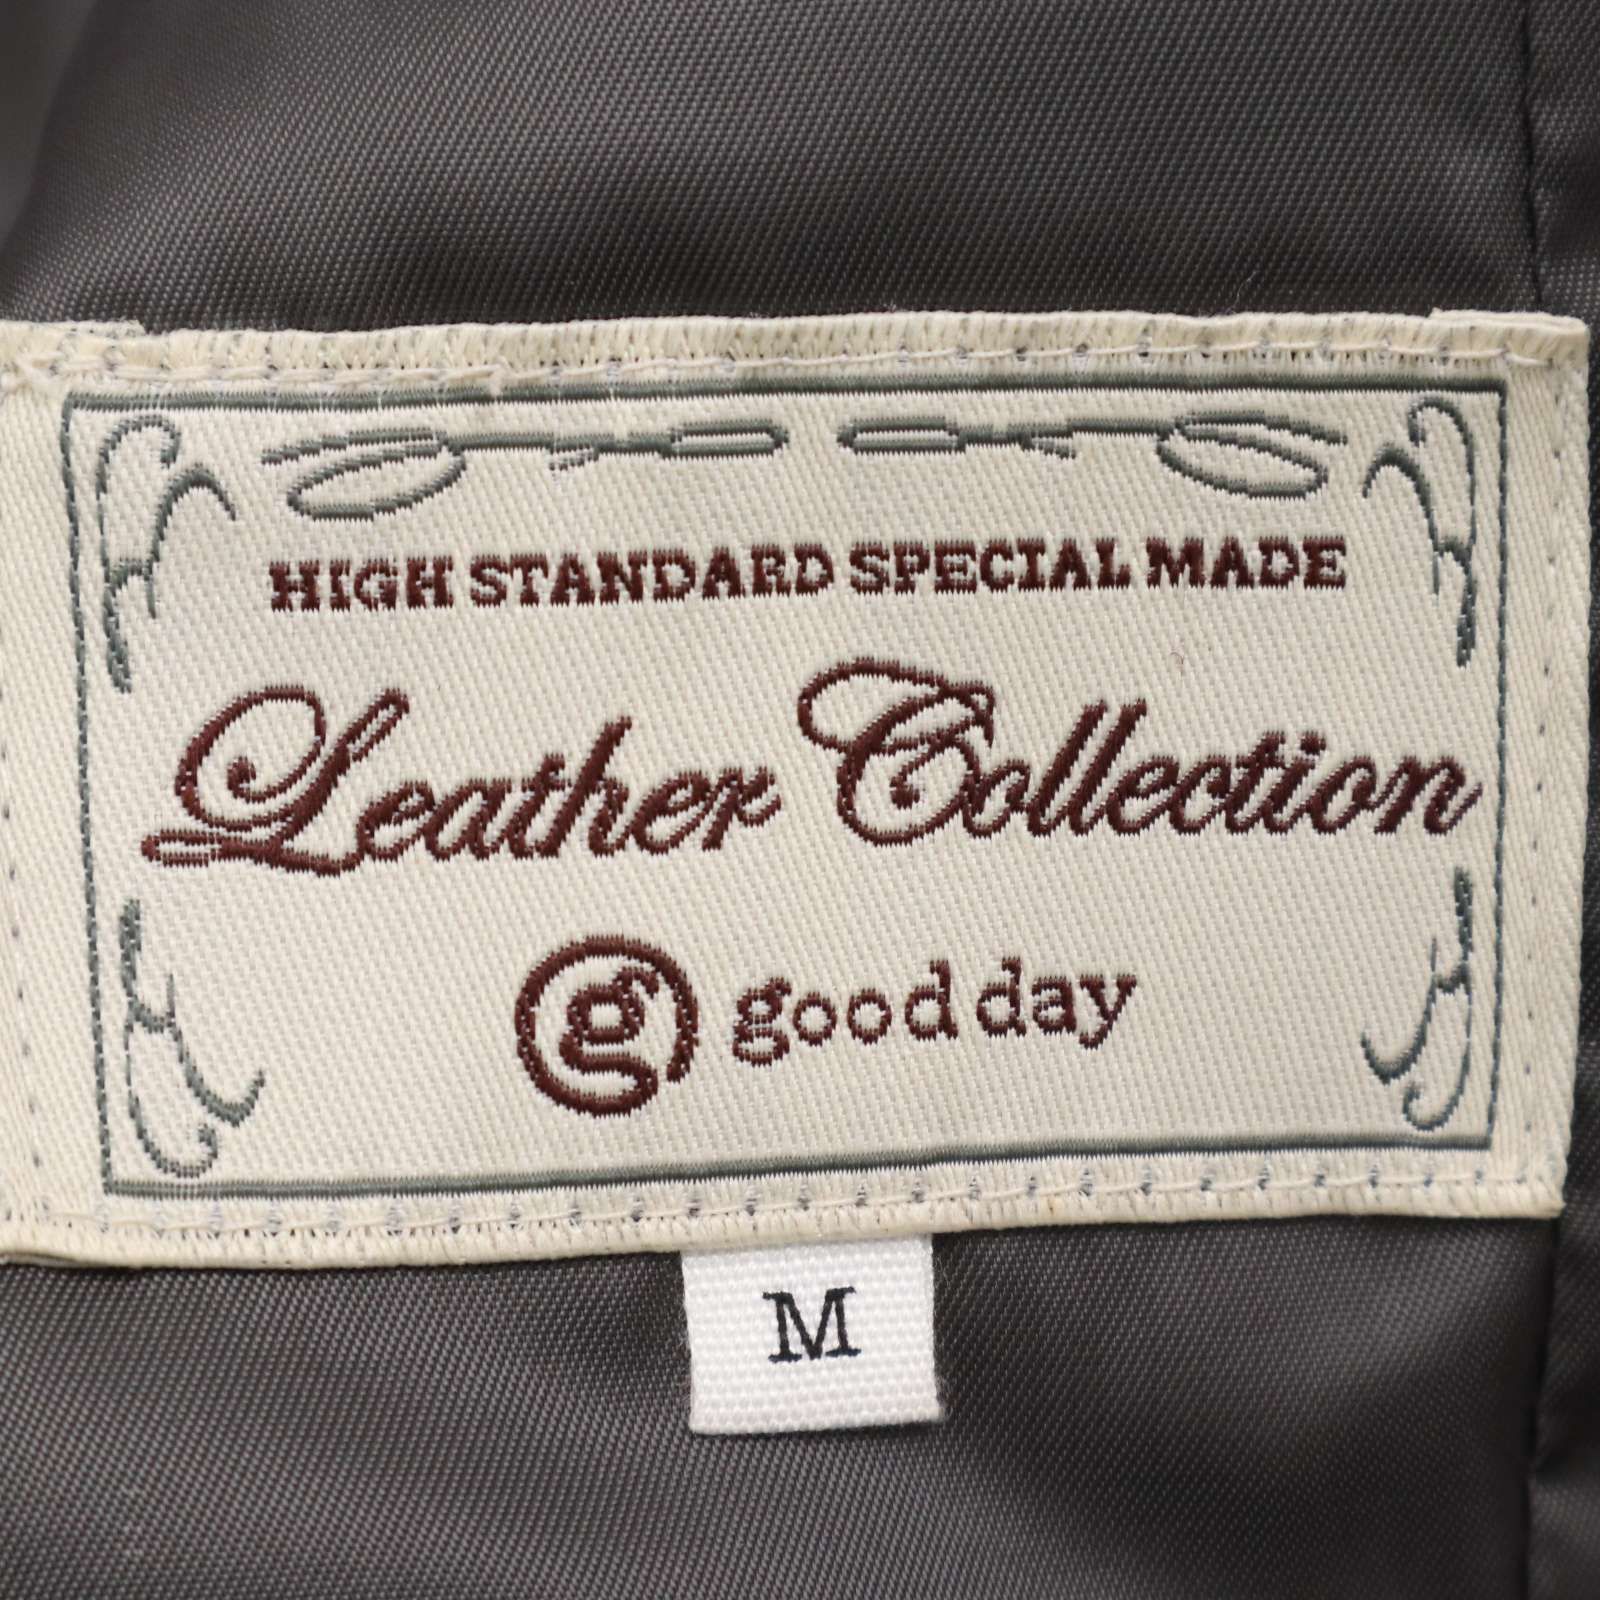 HIGH STANDARD SPECIAL MADE
Leather Collection
g good day
M